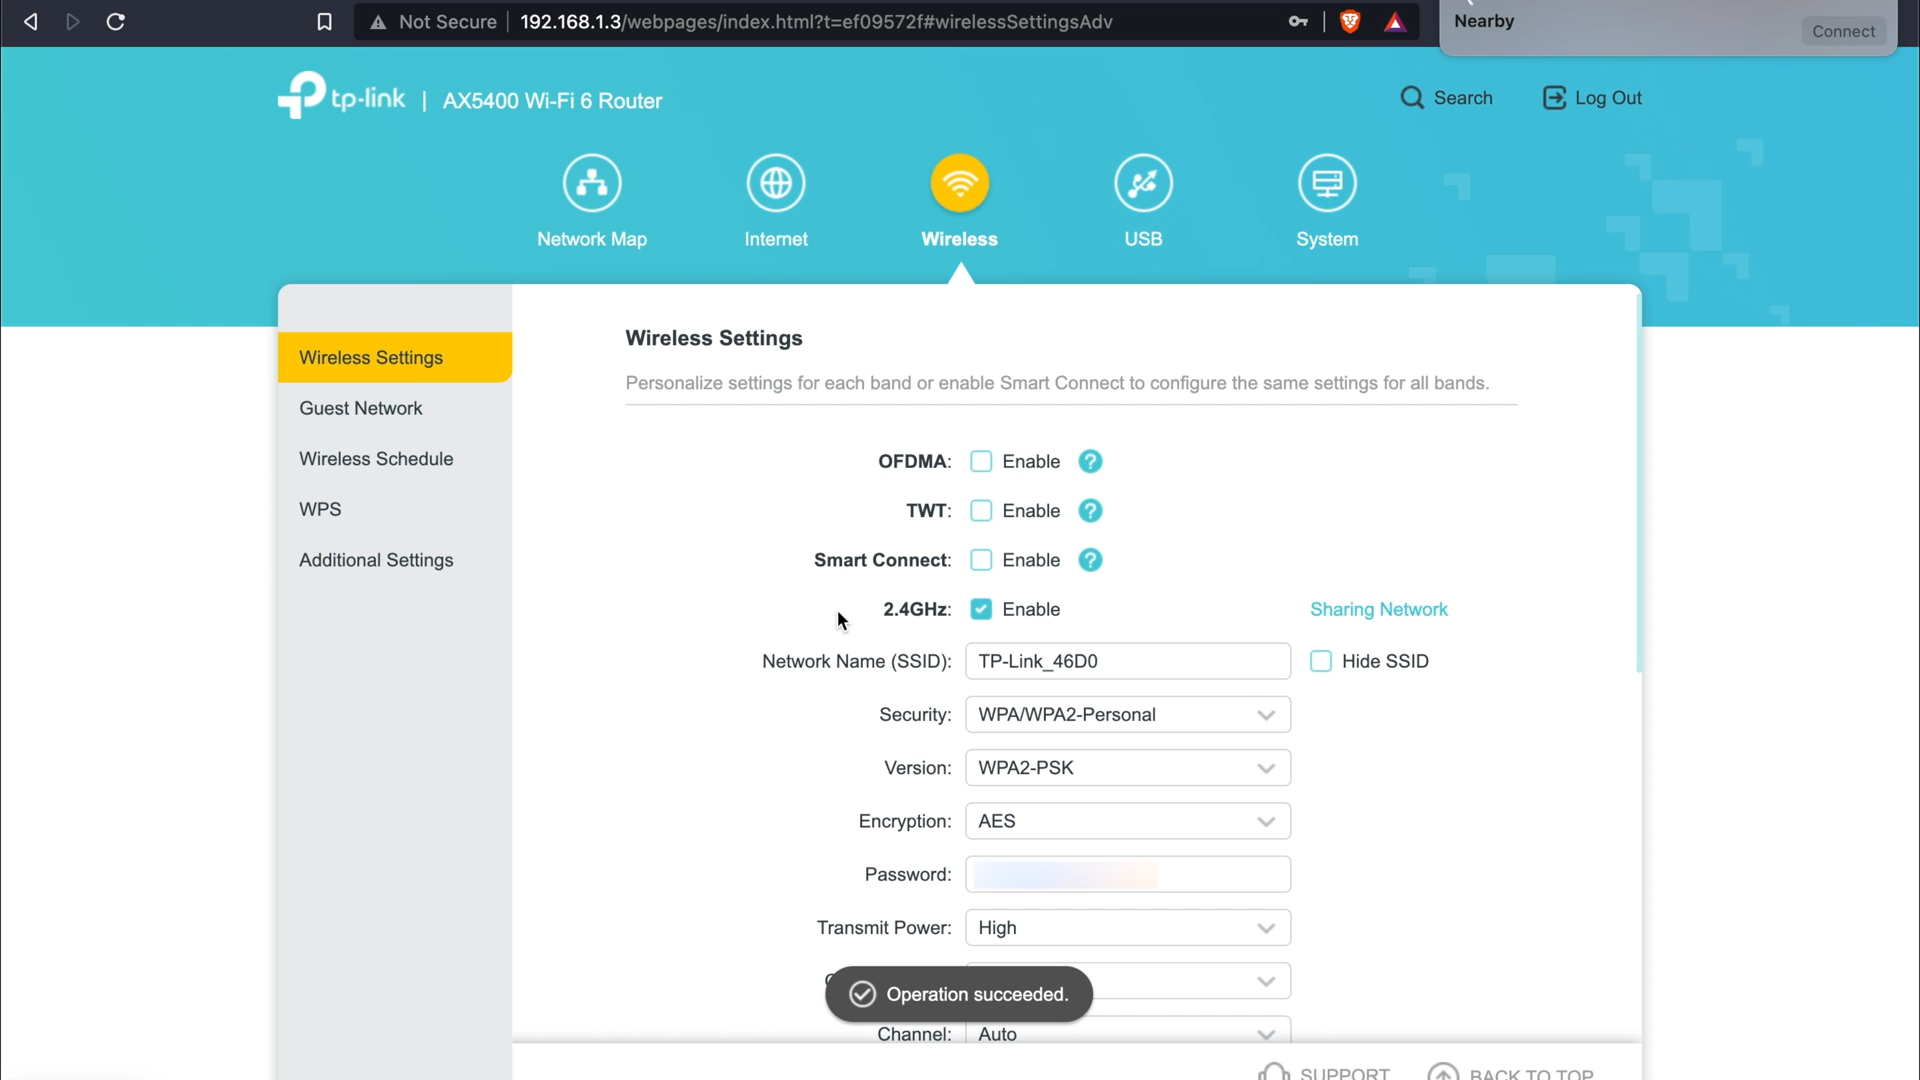 Not Secure 192.168.1.3/webpages/index.html?t=ef09572f#wirelessSettingsAdv
Nearby
Connect
tp-link | AX5400 Wi-Fi 6 Router
Search
Log Out
Network Map
Internet
Wireless
USB
System
Wireless Settings
Guest Network
Wireless Schedule
WPS
Additional Settings
Wireless Settings
Personalize settings for each band or enable Smart Connect to configure the same settings for all bands.
OFDMA: Enable ?
TWT: Enable ?
Smart Connect: Enable ?
2.4GHz: Enable Sharing Network
Network Name (SSID): TP-Link_46D0 Hide SSID
Security: WPA/WPA2-Personal
Version: WPA2-PSK
Encryption: AES
Password:
Transmit Power: High
Operation succeeded.
Channel: Auto
SUPPORT BACK TO TOP